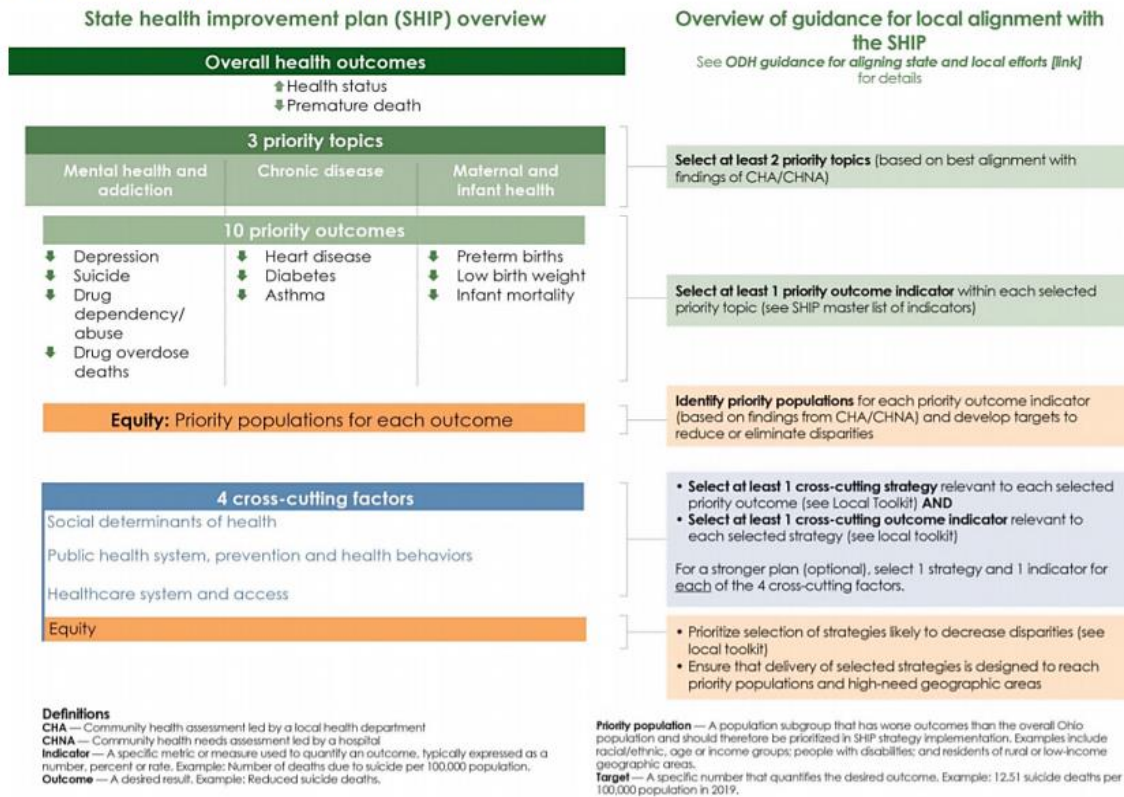 State health improvement plan (SHIP) overview
Overall health outcomes
Health status
Premature death
3 priority topics
Mental health and
addiction
Chronic disease
Maternal and
infant health
10 priority outcomes
Depression
Suicide
Drug
dependency/
abuse
Drug overdose
deaths
Heart disease
Diabetes
Asthma
Preterm births
Low birth weight
Infant mortality
Equity: Priority populations for each outcome
4 cross-cutting factors
Social determinants of health
Public health system, prevention and health behaviors
Healthcare system and access
Equity
Overview of guidance for local alignment with
the SHIP
See ODH guidance for aligning state and local efforts [link]
for details
Select at least 2 priority topics (based on best alignment with
findings of CHA/CHNA)
Select at least 1 priority outcome indicator within each selected
priority topic (see SHIP master list of indicators)
Identify priority populations for each priority outcome indicator
(based on findings from CHA/CHNA) and develop targets to
reduce or eliminate disparities
• Select at least 1 cross-cutting strategy relevant to each selected
priority outcome (see Local Toolkit) AND
• Select at least 1 cross-cutting outcome indicator relevant to
each selected strategy (see local toolkit)
For a stronger plan (optional), select 1 strategy and 1 indicator for
each of the 4 cross-cutting factors.
• Prioritize selection of strategies likely to decrease disparities (see
local toolkit)
• Ensure that delivery of selected strategies is designed to reach
priority populations and high-need geographic areas
Definitions
CHA — Community health assessment led by a local health department
CHNA — Community health needs assessment led by a hospital
Indicator — A specific metric or measure used to quantify an outcome, typically expressed as a
number, percent or rate. Example: Number of deaths due to suicide per 100,000 population.
Outcome — A desired result. Example: Reduced suicide deaths.
Priority population — A population subgroup that has worse outcomes than the overall Ohio
population and should therefore be prioritized in SHIP strategy implementation. Examples include
racial/ethnic, age or income groups; people with disabilities; and residents of rural or low-income
geographic areas.
Target — A specific number that quantifies the desired outcome. Example: 12.51 suicide deaths per
100,000 population in 2019.